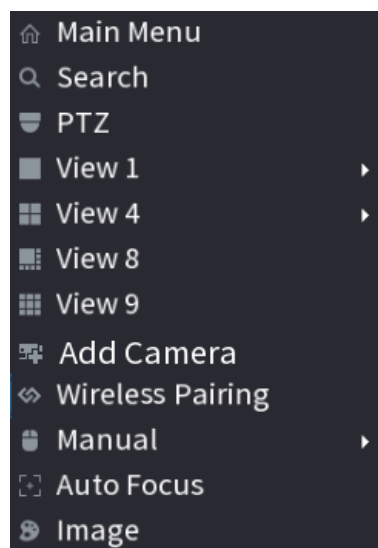 Main Menu
Search
PTZ
View 1
View 4
View 8
View 9
Add Camera
Wireless Pairing
Manual
Auto Focus
Image